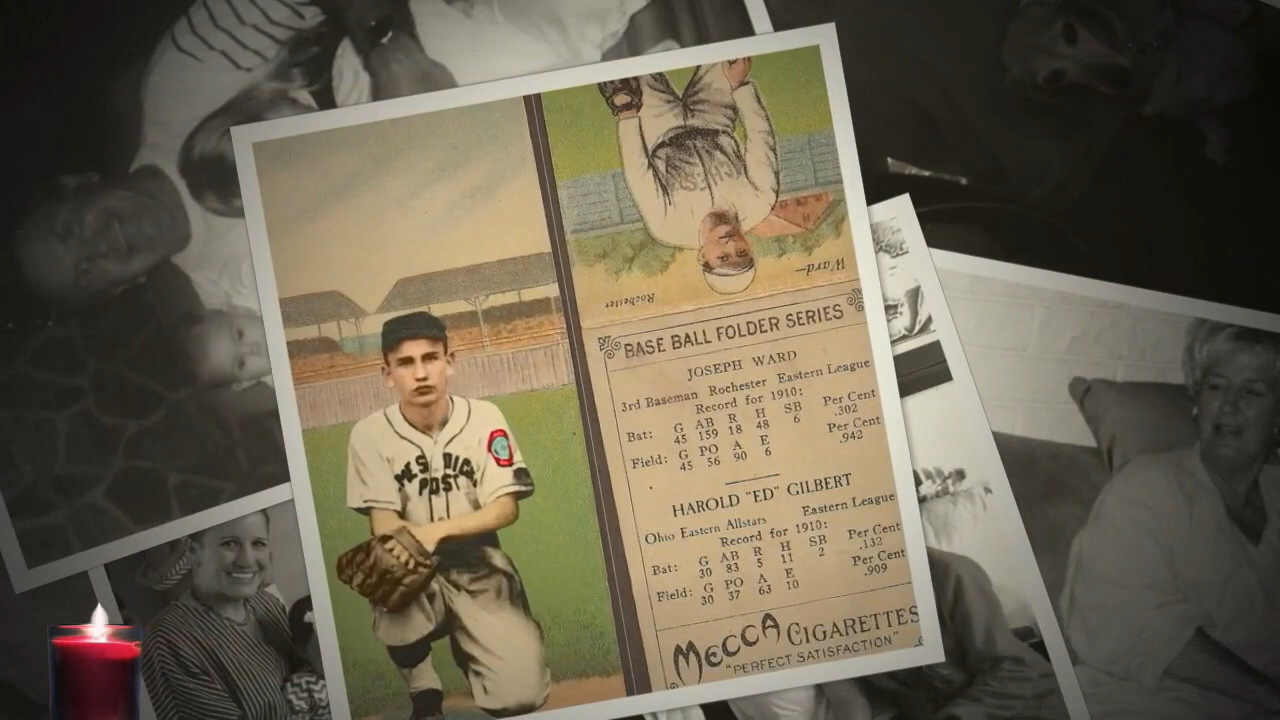 MES DICK
POST
CHESS
Ward—
Rochester
BASE BALL FOLDER SERIES
JOSEPH WARD
3rd Baseman Rochester Eastern League
Record for 1910:
G AB R H SB Per Cent
Bat: 45 159 18 48 6 .302
G PO A E Per Cent
Field: 45 56 90 6 .942
HAROLD "ED" GILBERT
Ohio Eastern Allstars Eastern League
Record for 1910:
G AB R H SB Per Cent
Bat: 30 83 5 11 2 .132
G PO A E Per Cent
Field: 30 37 63 10 .909
MECCA CIGARETTES
"PERFECT SATISFACTION"